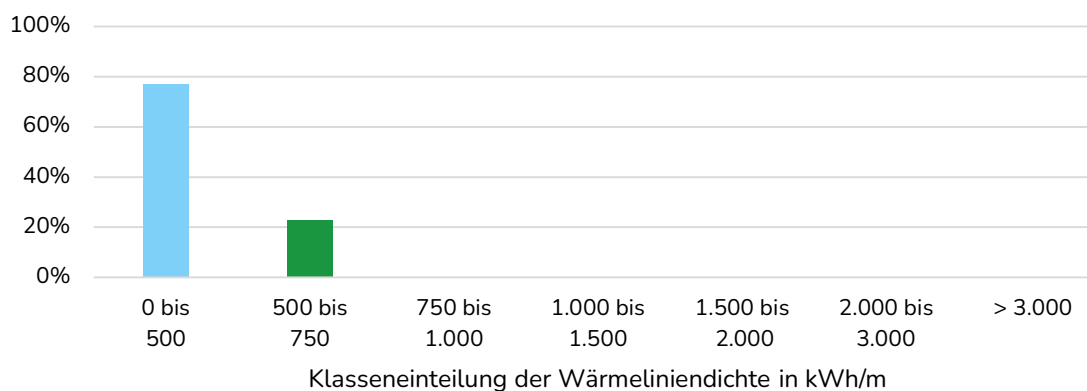 100%
80%
60%
40%
20%
0%
0 bis 500 bis 750 bis 1.000 bis 1.500 bis 2.000 bis > 3.000
500 750 1.000 1.500 2.000 3.000
Klasseneinteilung der Wärmeliniendichte in kWh/m